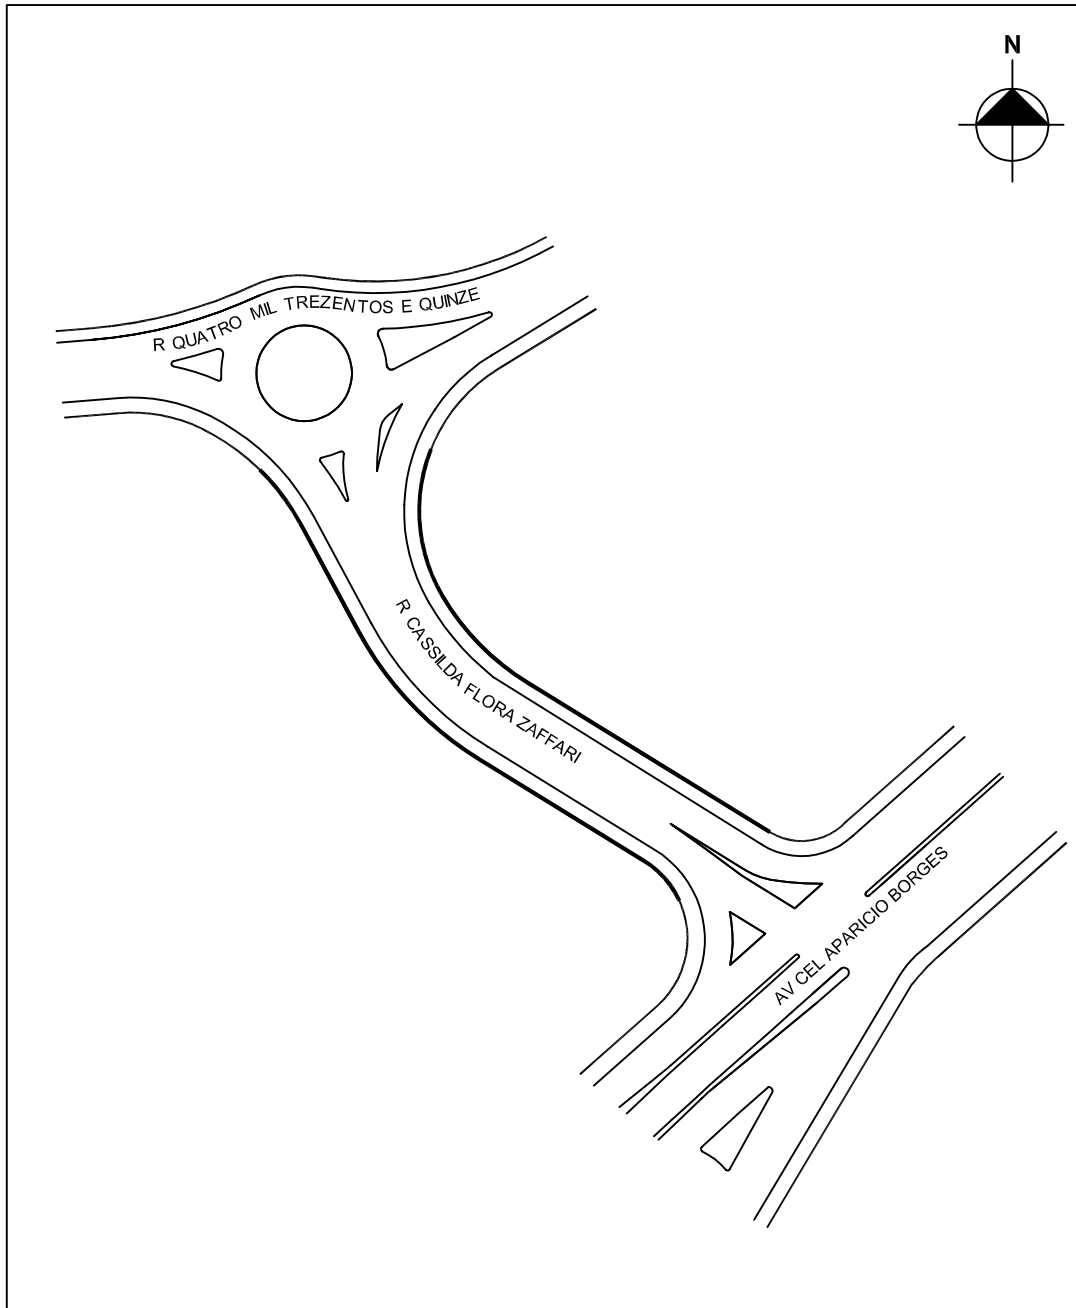 N
R QUATRO MIL TREZENTOS E QUINZE
R CASSILDA FLORA ZAFFARI
AV CEL APARICIO BORGES